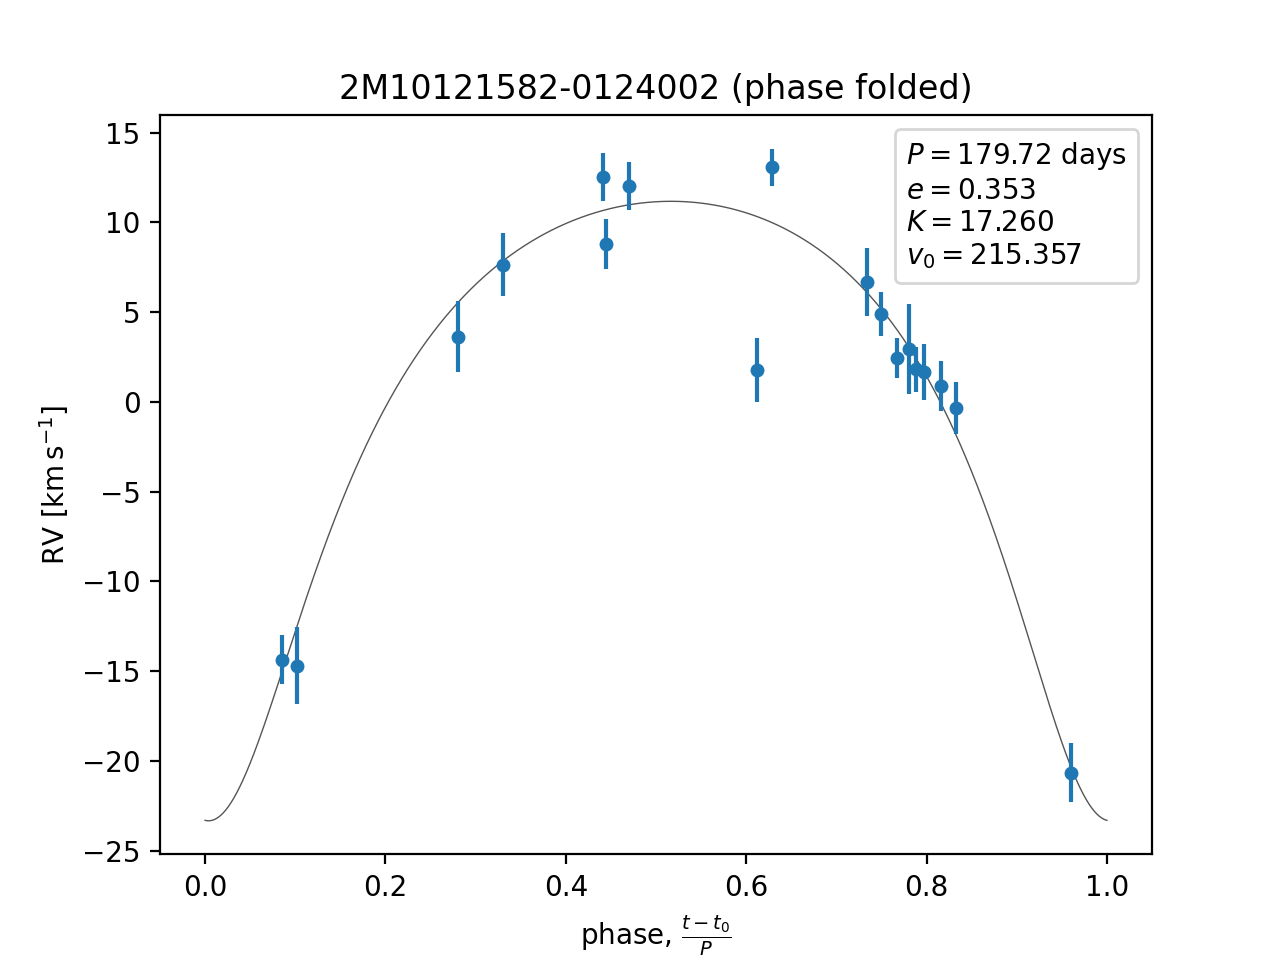 2M10121582-0124002 (phase folded)
P = 179.72 days
e = 0.353
K = 17.260
v₀ = 215.357
15
10
5
0
−5
−10
−15
−20
−25
RV [km s⁻¹]
0.0 0.2 0.4 0.6 0.8 1.0
phase, (t − t₀)/P